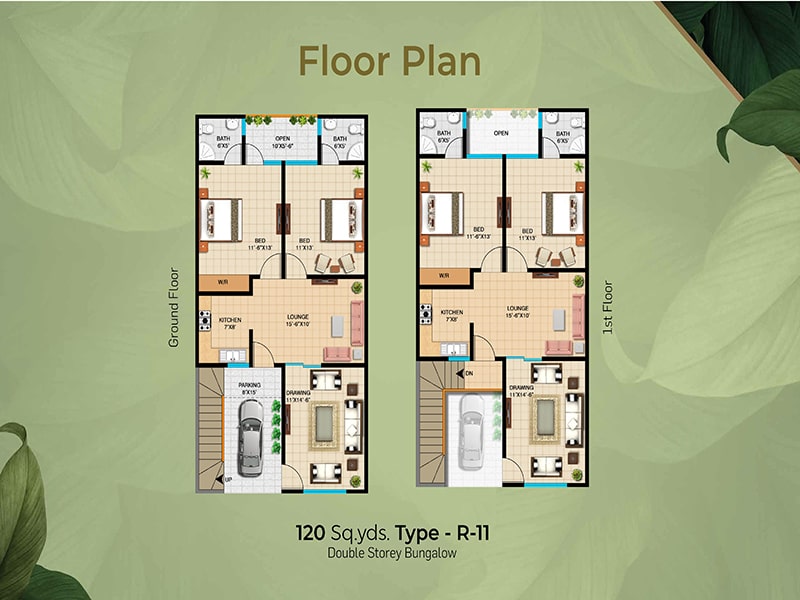 Floor Plan
Ground Floor
BATH
6'X5'
OPEN
10'X5'-6"
BATH
6'X5'
BED
11'-6"X13'
BED
11'X13'
W/R
KITCHEN
7'X8'
LOUNGE
15'-6"X10'
PARKING
8'X15'
DRAWING
11'X14'-6"
UP
1st Floor
BATH
6'X5'
OPEN
BATH
6'X5'
BED
11'-6"X13'
BED
11'X13'
W/R
KITCHEN
7'X8'
LOUNGE
15'-6"X10'
DN
DRAWING
11'X14'-6"
120 Sq.yds. Type - R-11
Double Storey Bungalow